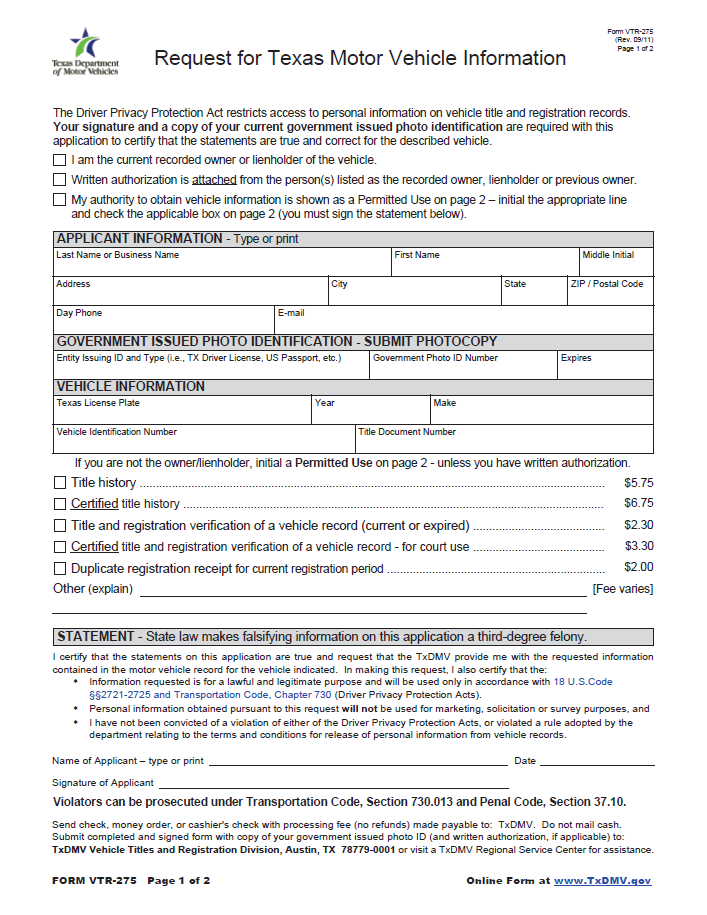 Form VTR-275
(Rev. 09/11)
Page 1 of 2
Texas Department
of Motor Vehicles
Request for Texas Motor Vehicle Information
The Driver Privacy Protection Act restricts access to personal information on vehicle title and registration records.
Your signature and a copy of your current government issued photo identification are required with this
application to certify that the statements are true and correct for the described vehicle.
I am the current recorded owner or lienholder of the vehicle.
Written authorization is attached from the person(s) listed as the recorded owner, lienholder or previous owner.
My authority to obtain vehicle information is shown as a Permitted Use on page 2 – initial the appropriate line
and check the applicable box on page 2 (you must sign the statement below).
APPLICANT INFORMATION - Type or print
Last Name or Business Name First Name Middle Initial
Address City State ZIP / Postal Code
Day Phone E-mail
GOVERNMENT ISSUED PHOTO IDENTIFICATION - SUBMIT PHOTOCOPY
Entity Issuing ID and Type (i.e., TX Driver License, US Passport, etc.) Government Photo ID Number Expires
VEHICLE INFORMATION
Texas License Plate Year Make
Vehicle Identification Number Title Document Number
If you are not the owner/lienholder, initial a Permitted Use on page 2 - unless you have written authorization.
Title history ..... $5.75
Certified title history ..... $6.75
Title and registration verification of a vehicle record (current or expired) ..... $2.30
Certified title and registration verification of a vehicle record - for court use ..... $3.30
Duplicate registration receipt for current registration period ..... $2.00
Other (explain) [Fee varies]
STATEMENT - State law makes falsifying information on this application a third-degree felony.
I certify that the statements on this application are true and request that the TxDMV provide me with the requested information
contained in the motor vehicle record for the vehicle indicated. In making this request, I also certify that the:
• Information requested is for a lawful and legitimate purpose and will be used only in accordance with 18 U.S.Code
§§2721-2725 and Transportation Code, Chapter 730 (Driver Privacy Protection Acts).
• Personal information obtained pursuant to this request will not be used for marketing, solicitation or survey purposes, and
• I have not been convicted of a violation of either of the Driver Privacy Protection Acts, or violated a rule adopted by the
department relating to the terms and conditions for release of personal information from vehicle records.
Name of Applicant – type or print Date
Signature of Applicant
Violators can be prosecuted under Transportation Code, Section 730.013 and Penal Code, Section 37.10.
Send check, money order, or cashier's check with processing fee (no refunds) made payable to: TxDMV. Do not mail cash.
Submit completed and signed form with copy of your government issued photo ID (and written authorization, if applicable) to:
TxDMV Vehicle Titles and Registration Division, Austin, TX 78779-0001 or visit a TxDMV Regional Service Center for assistance.
FORM VTR-275 Page 1 of 2 Online Form at www.TxDMV.gov